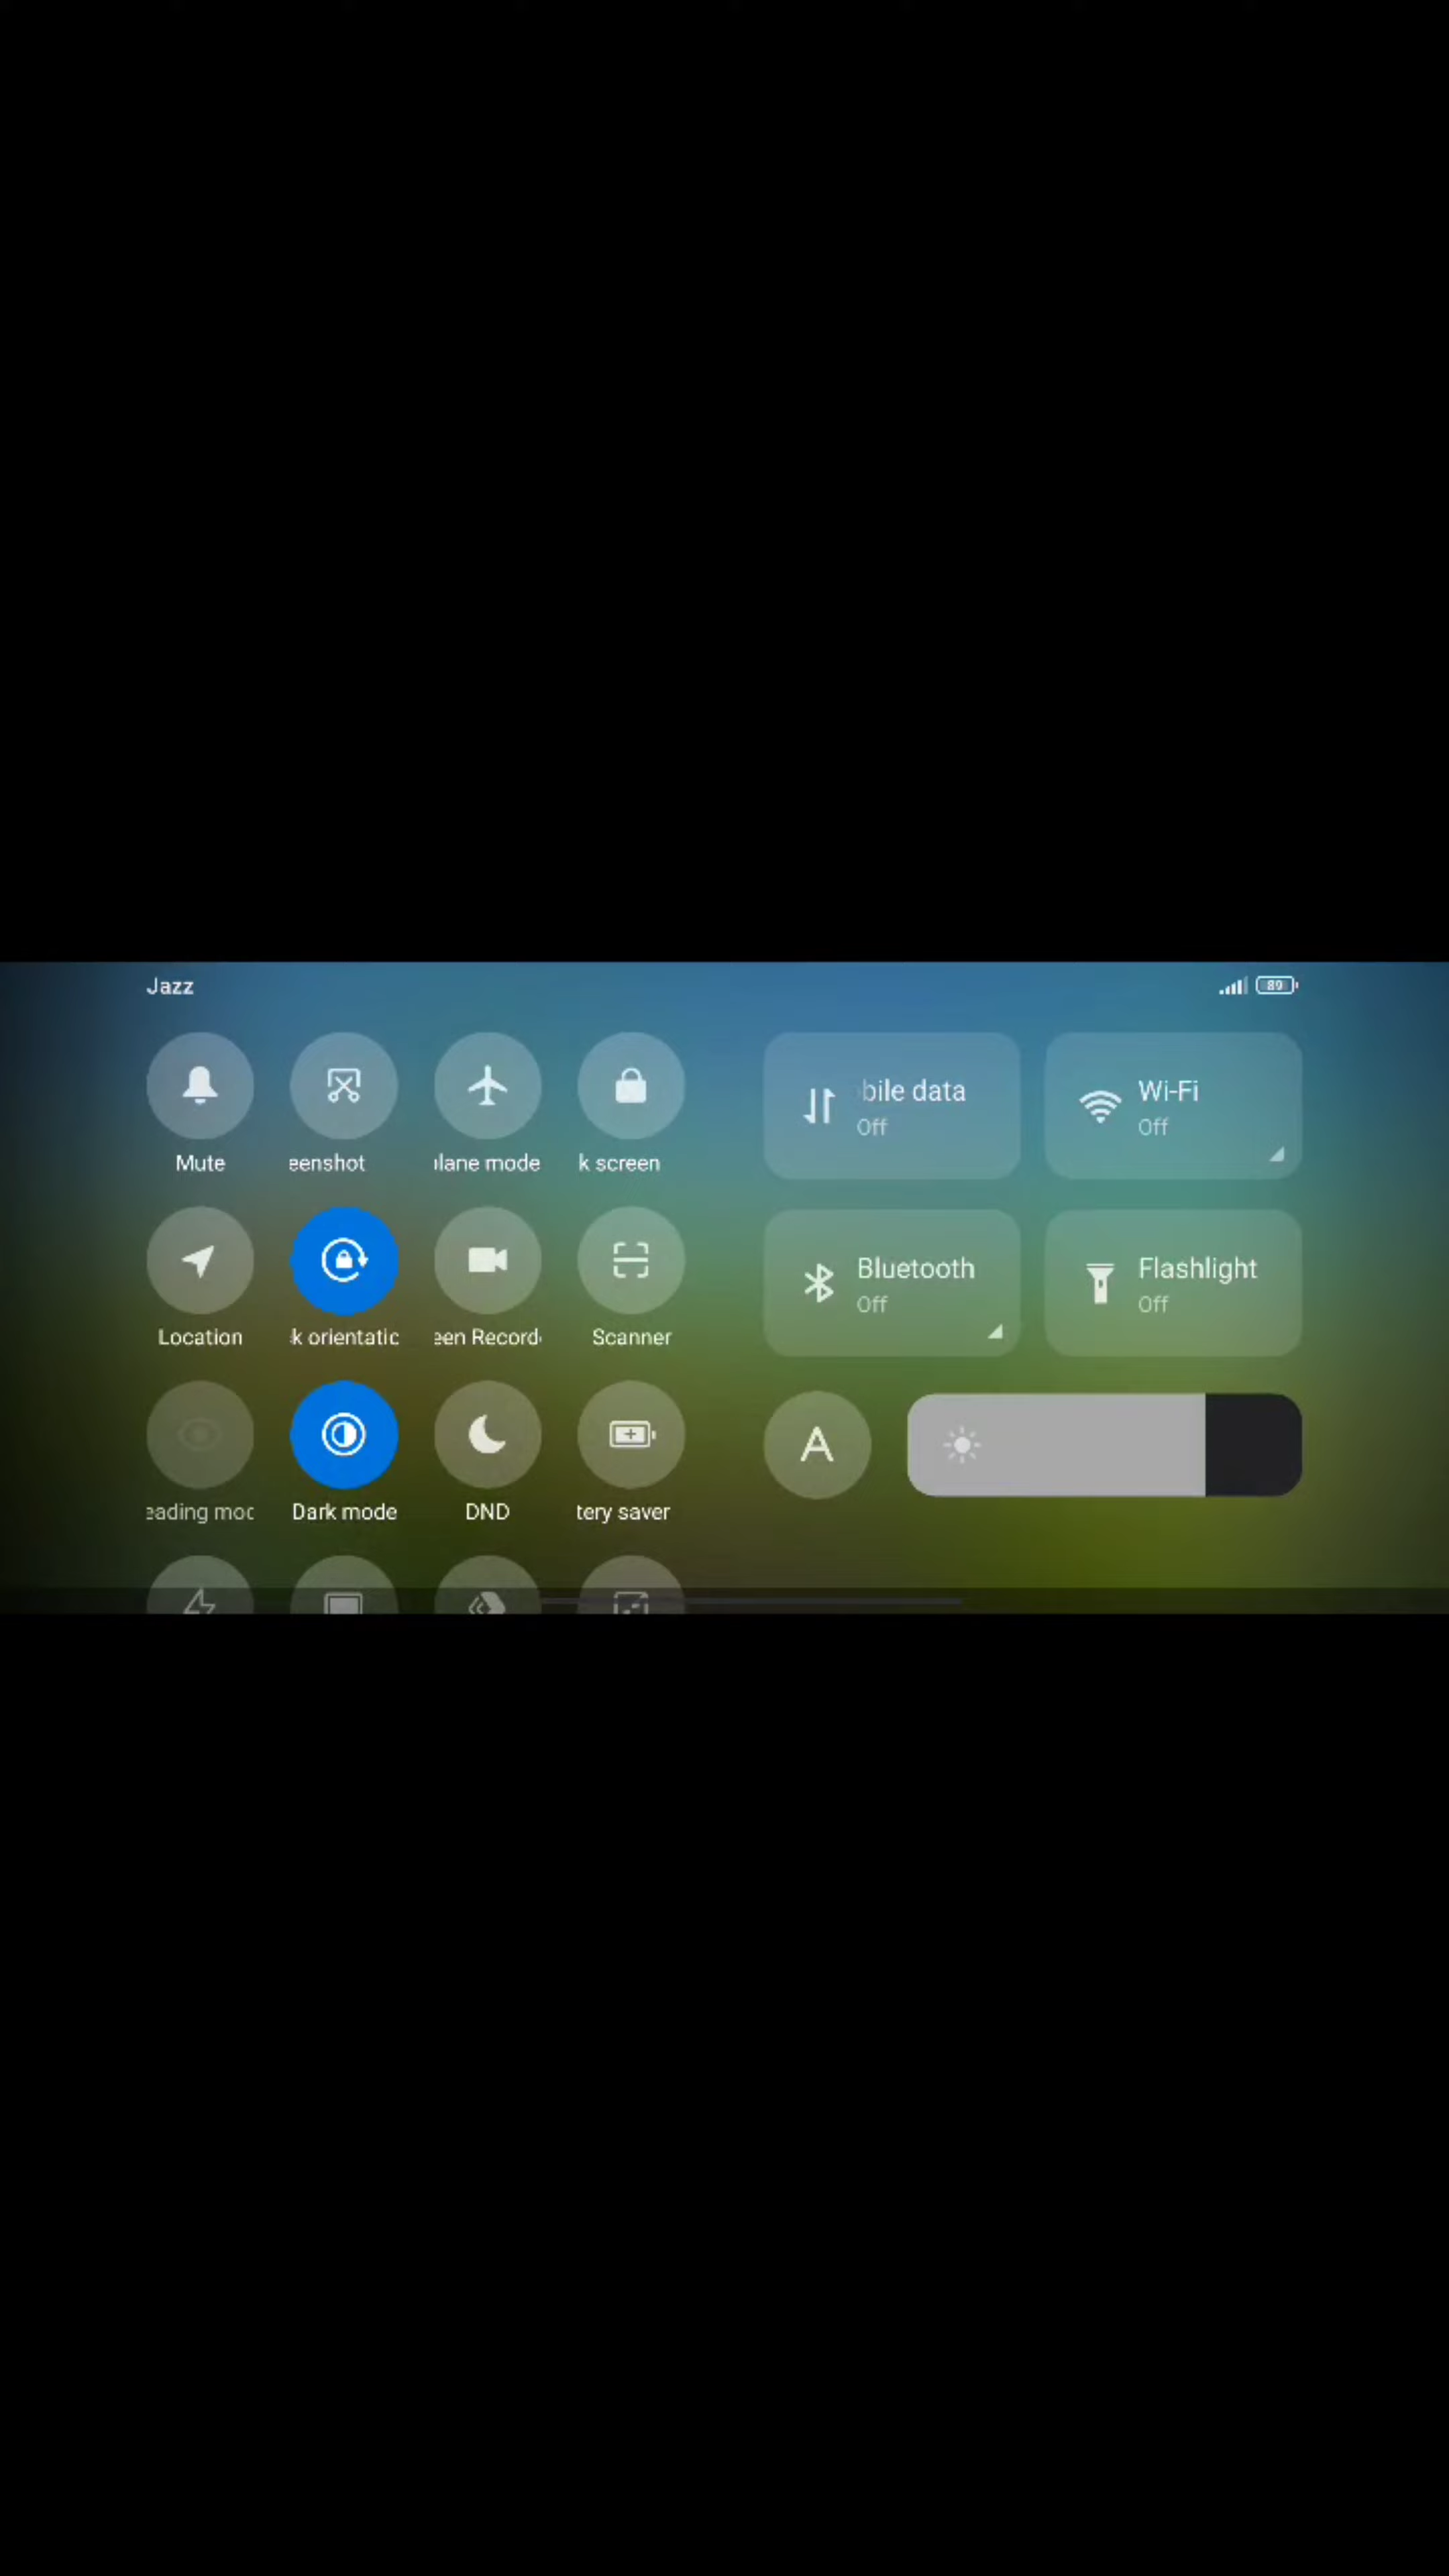 Jazz
89
Mute
eenshot
lane mode
k screen
bile data
Off
Wi-Fi
Off
Location
k orientatic
een Record
Scanner
Bluetooth
Off
Flashlight
Off
eading moc
Dark mode
DND
tery saver
A